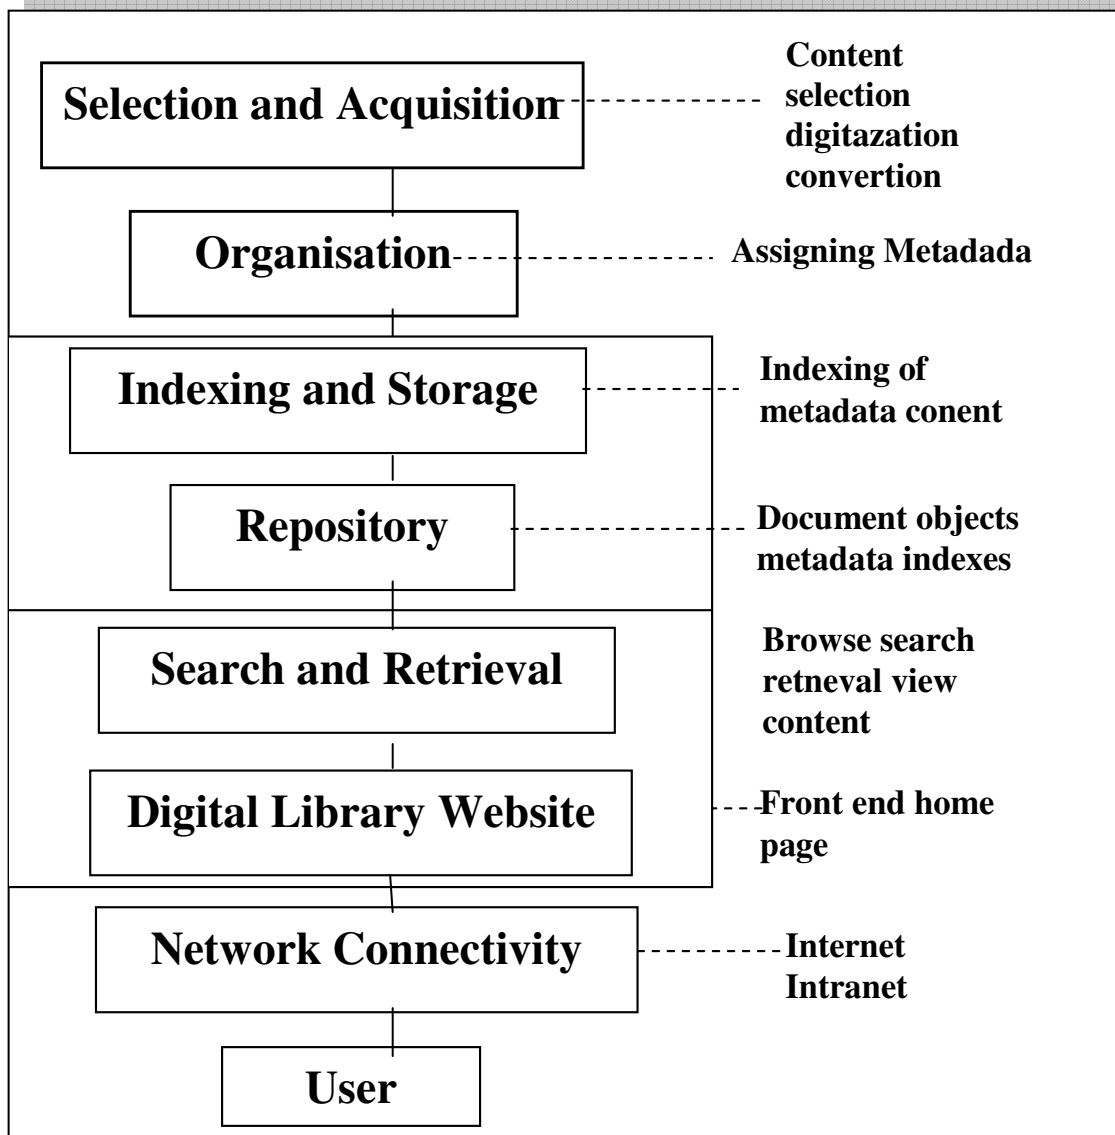 Selection and Acquisition
Content
selection
digitazation
convertion
Organisation
Assigning Metadada
Indexing and Storage
Indexing of
metadata conent
Repository
Document objects
metadata indexes
Search and Retrieval
Browse search
retneval view
content
Digital Library Website
Front end home
page
Network Connectivity
Internet
Intranet
User